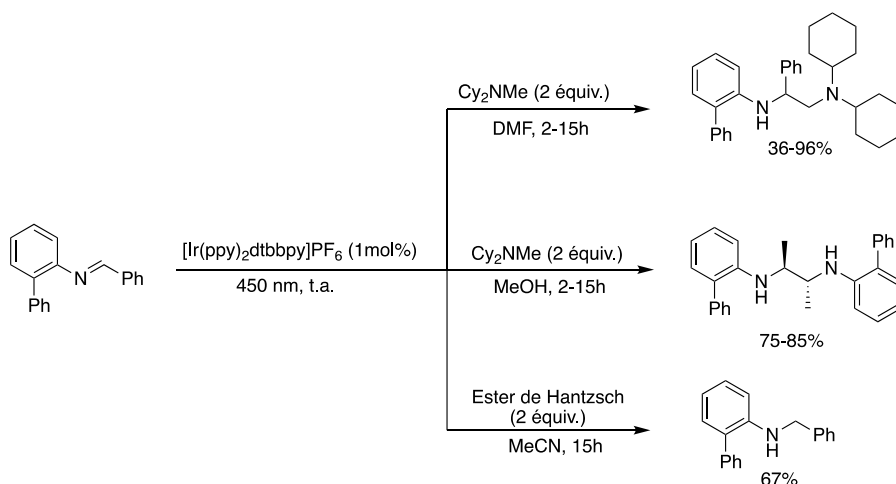 Cy2NMe (2 équiv.)
DMF, 2-15h
Ph
N
H
N
Ph
36-96%
[Ir(ppy)2dtbbpy]PF6 (1mol%)
450 nm, t.a.
N
Ph
Ph
Cy2NMe (2 équiv.)
MeOH, 2-15h
Ph
H
N
N
H
Ph
75-85%
Ester de Hantzsch
(2 équiv.)
MeCN, 15h
N
H
Ph
Ph
67%